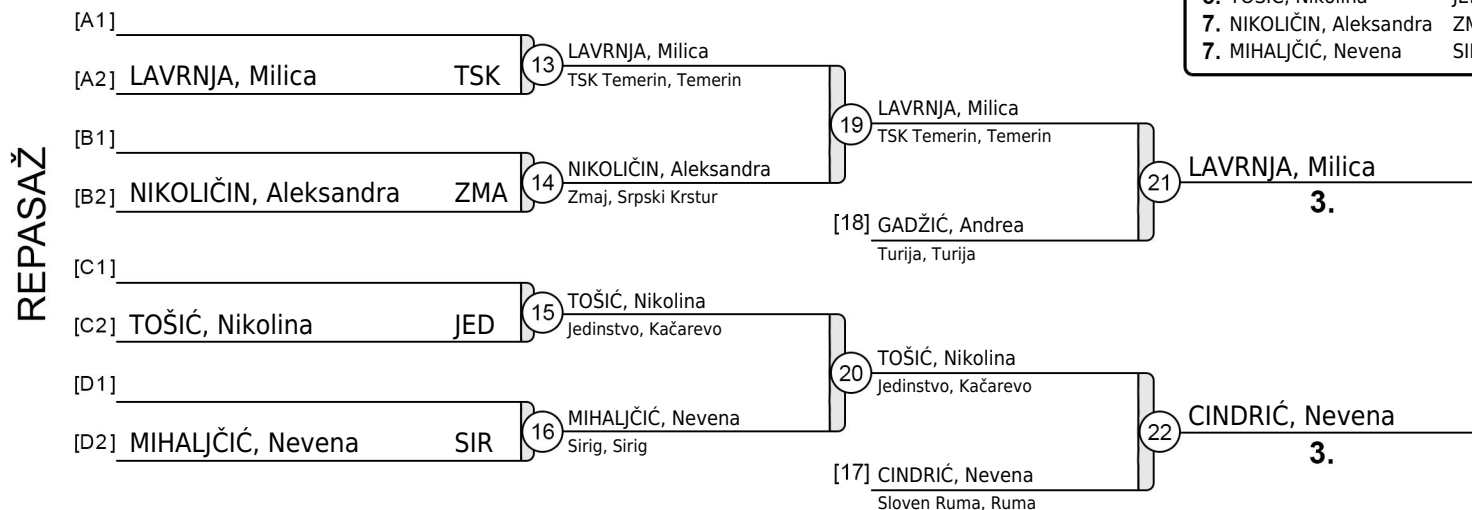 7. NIKOLIČIN, Aleksandra
7. MIHALJČIĆ, Nevena
REPASAŽ
[A1]
[A2] LAVRNJA, Milica TSK
13
LAVRNJA, Milica
TSK Temerin, Temerin
[B1]
[B2] NIKOLIČIN, Aleksandra ZMA
14
NIKOLIČIN, Aleksandra
Zmaj, Srpski Krstur
19
LAVRNJA, Milica
TSK Temerin, Temerin
[18] GADŽIĆ, Andrea
Turija, Turija
21
LAVRNJA, Milica
3.
[C1]
[C2] TOŠIĆ, Nikolina JED
15
TOŠIĆ, Nikolina
Jedinstvo, Kačarevo
[D1]
[D2] MIHALJČIĆ, Nevena SIR
16
MIHALJČIĆ, Nevena
Sirig, Sirig
20
TOŠIĆ, Nikolina
Jedinstvo, Kačarevo
[17] CINDRIĆ, Nevena
Sloven Ruma, Ruma
22
CINDRIĆ, Nevena
3.